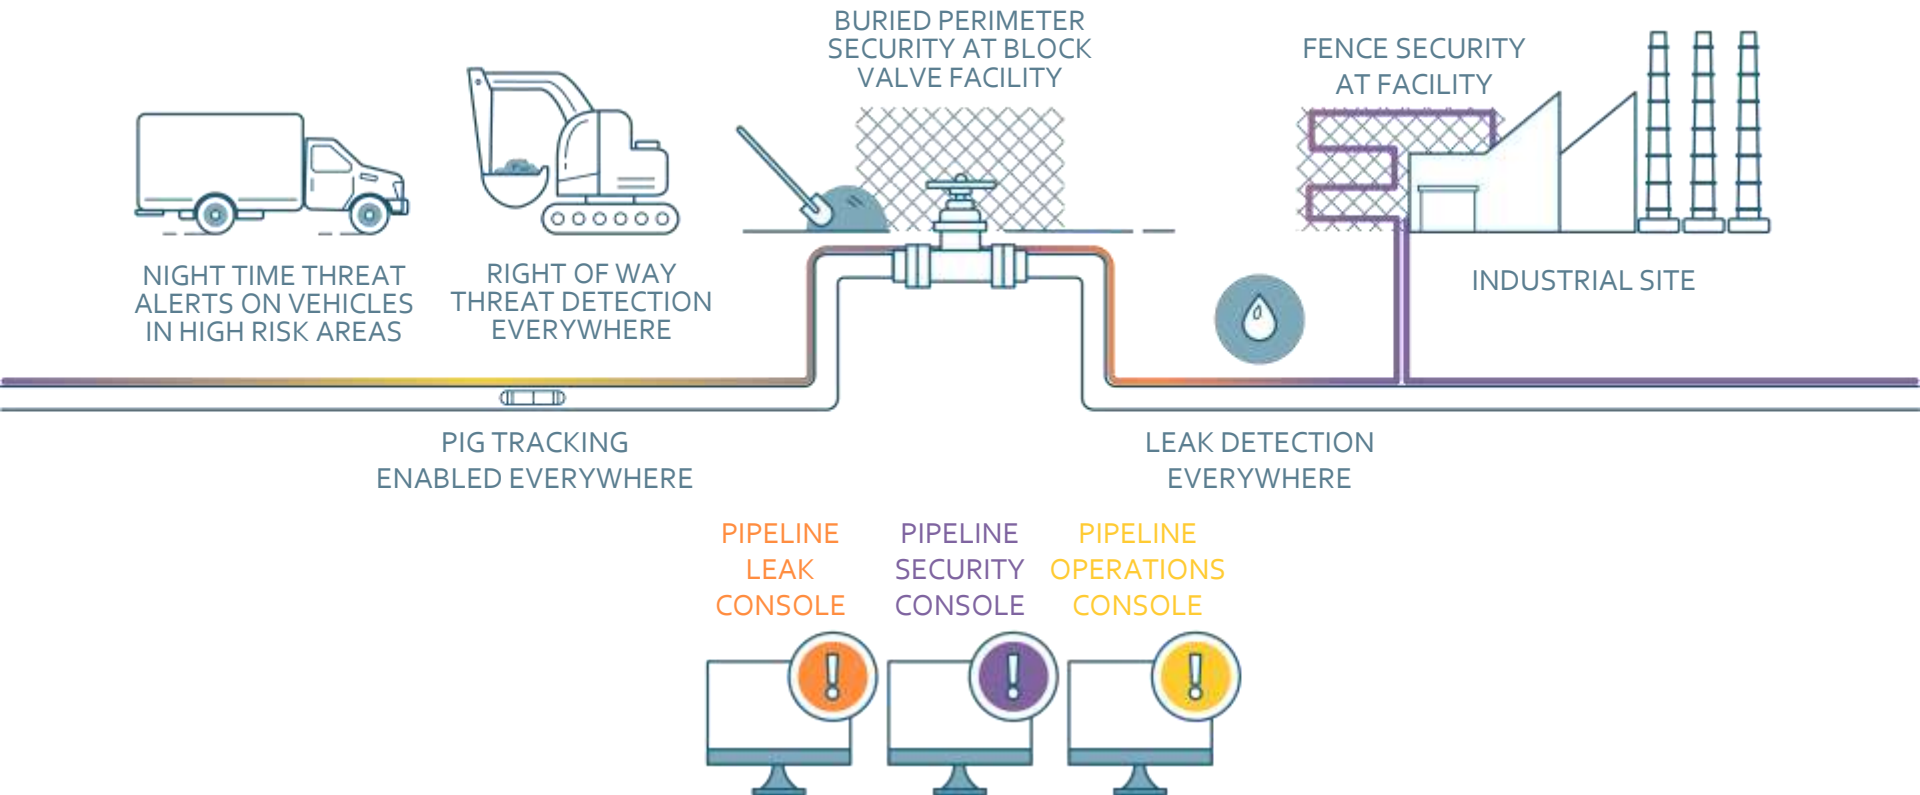 BURIED PERIMETER
SECURITY AT BLOCK
VALVE FACILITY
FENCE SECURITY
AT FACILITY
NIGHT TIME THREAT
ALERTS ON VEHICLES
IN HIGH RISK AREAS
RIGHT OF WAY
THREAT DETECTION
EVERYWHERE
INDUSTRIAL SITE
PIG TRACKING
ENABLED EVERYWHERE
LEAK DETECTION
EVERYWHERE
PIPELINE
LEAK
CONSOLE
PIPELINE
SECURITY
CONSOLE
PIPELINE
OPERATIONS
CONSOLE
!
!
!